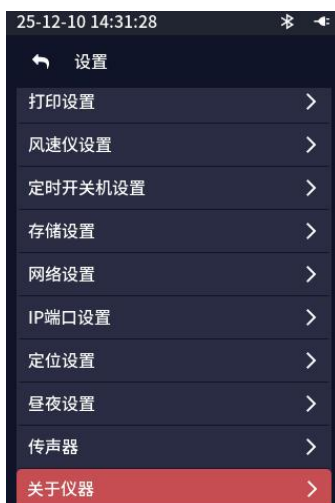 25-12-10 14:31:28
设置
打印设置
风速仪设置
定时开关机设置
存储设置
网络设置
IP端口设置
定位设置
昼夜设置
传声器
关于仪器